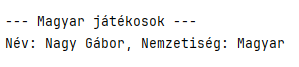 --- Magyar játékosok ---
Név: Nagy Gábor, Nemzetiség: Magyar